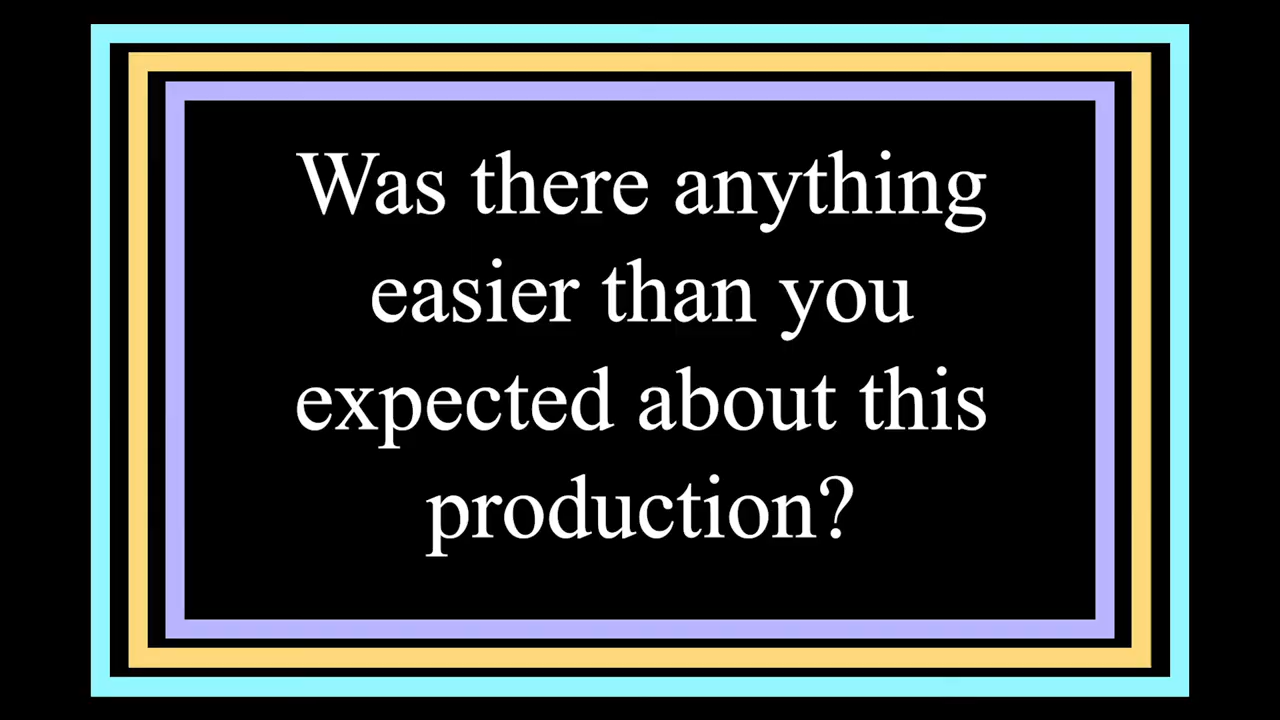 Was there anything
easier than you
expected about this
production?